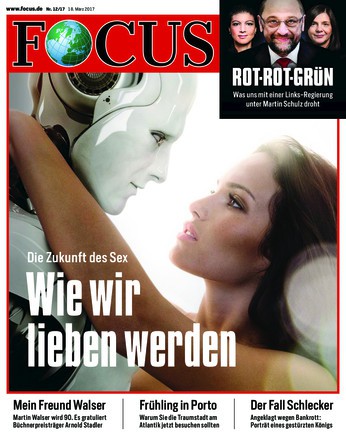 www.focus.de Nr. 12/17 | 18. März 2017
FOCUS
ROT-ROT-GRÜN
Was uns mit einer Links-Regierung
unter Martin Schulz droht
Die Zukunft des Sex
Wie wir
lieben werden
Mein Freund Walser
Martin Walser wird 90. Es gratuliert
Büchnerpreisträger Arnold Stadler
Frühling in Porto
Warum Sie die Traumstadt am
Atlantik jetzt besuchen sollten
Der Fall Schlecker
Angeklagt wegen Bankrott:
Porträt eines gestürzten Königs